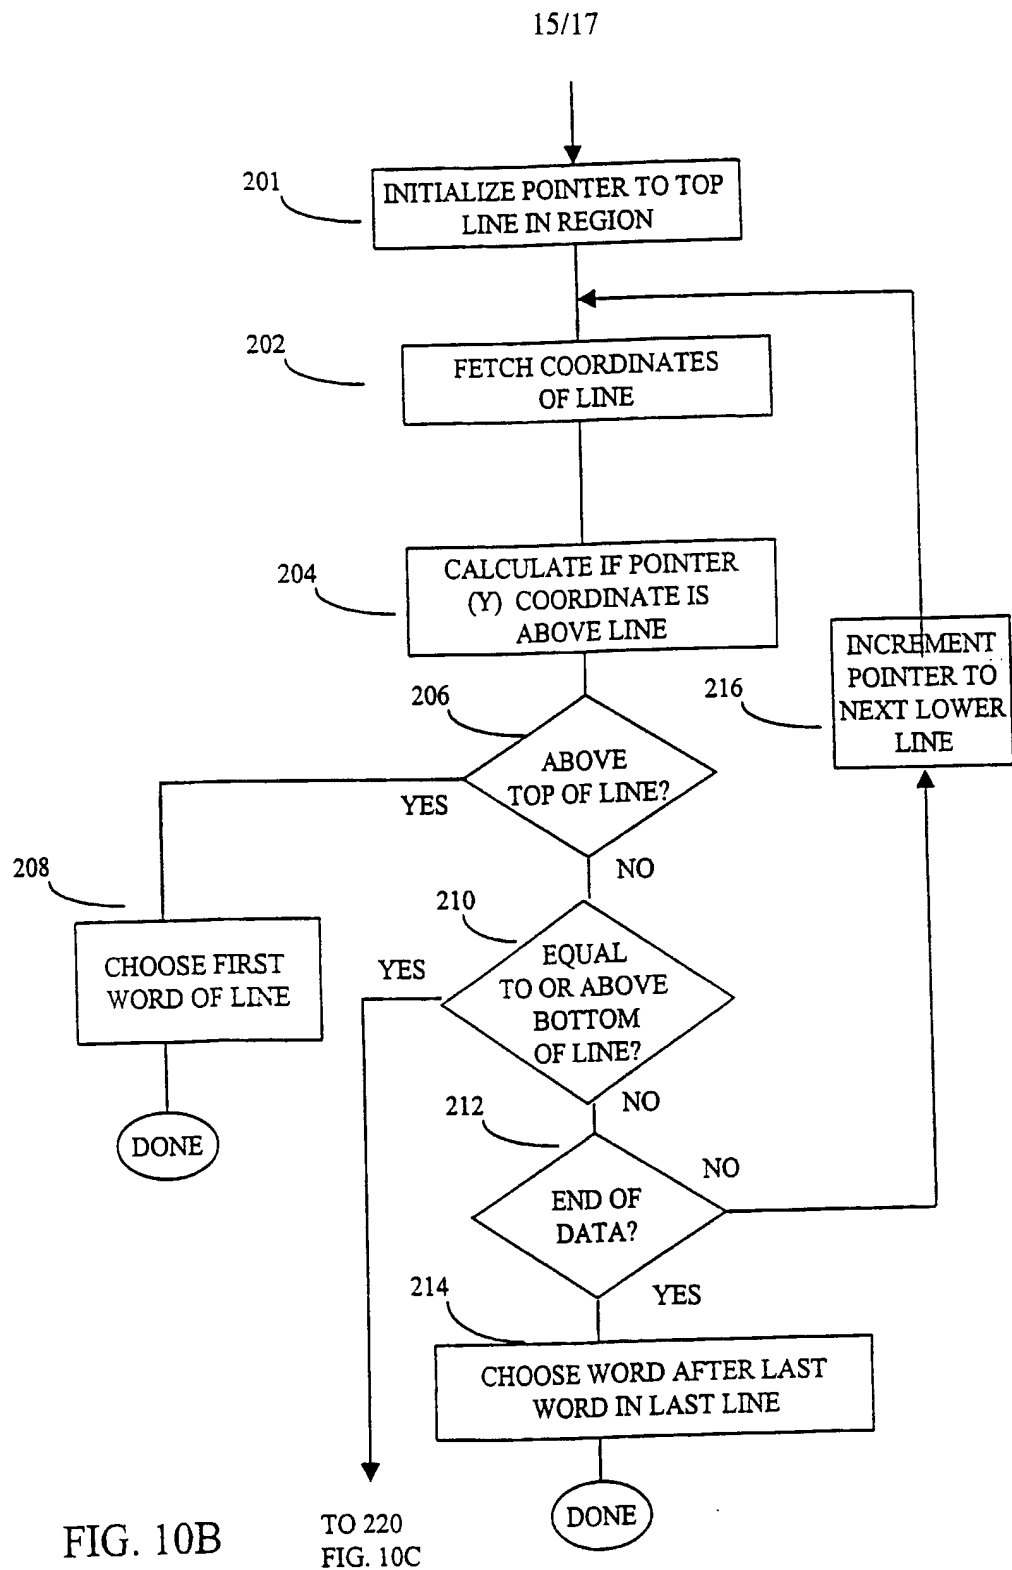 15/17
201
INITIALIZE POINTER TO TOP
LINE IN REGION
202
FETCH COORDINATES
OF LINE
204
CALCULATE IF POINTER
(Y) COORDINATE IS
ABOVE LINE
216
INCREMENT
POINTER TO
NEXT LOWER
LINE
206
ABOVE
TOP OF LINE?
YES
NO
208
CHOOSE FIRST
WORD OF LINE
DONE
210
YES
EQUAL
TO OR ABOVE
BOTTOM
OF LINE?
NO
212
NO
END OF
DATA?
YES
214
CHOOSE WORD AFTER LAST
WORD IN LAST LINE
DONE
TO 220
FIG. 10C
FIG. 10B